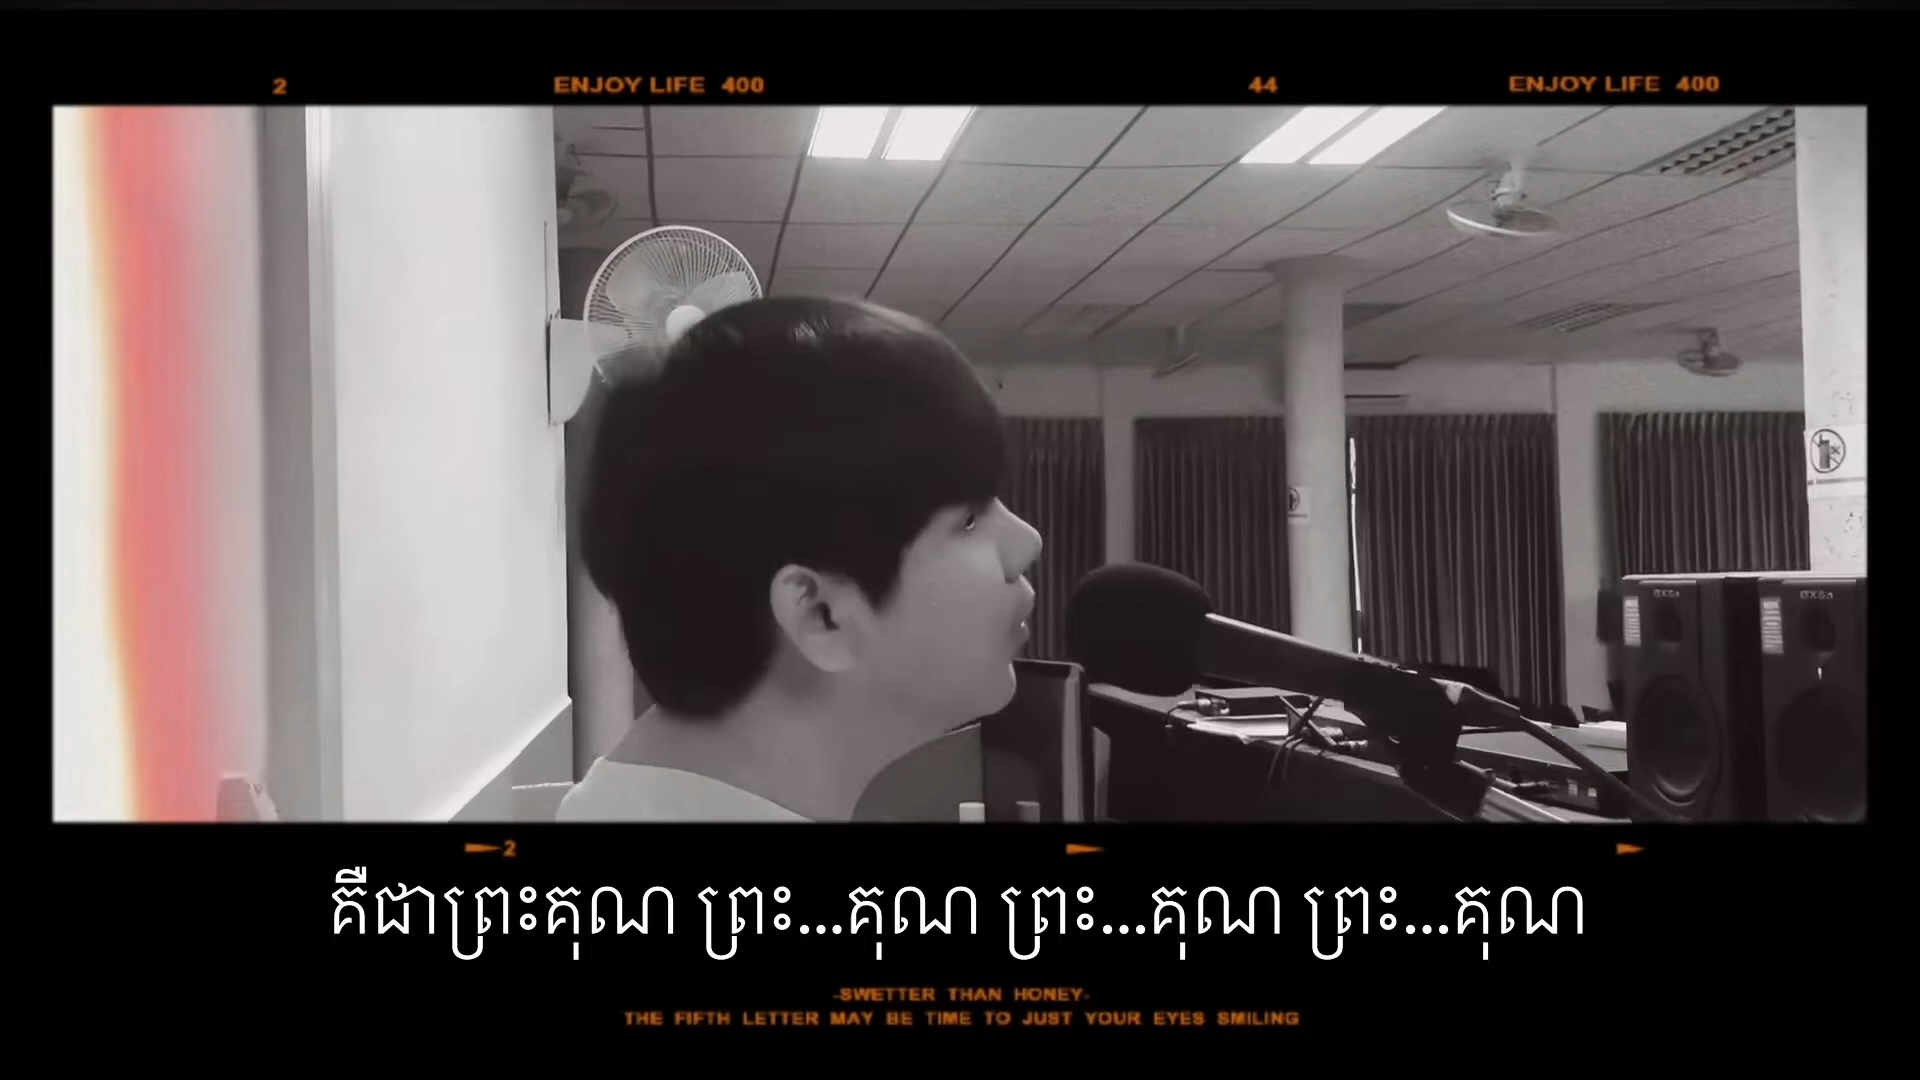 2 ENJOY LIFE 400 44 ENJOY LIFE 400
2
គឺជាព្រះគុណ ព្រះ...គុណ ព្រះ...គុណ ព្រះ...គុណ
-SWETTER THAN HONEY-
THE FIFTH LETTER MAY BE TIME TO JUST YOUR EYES SMILING